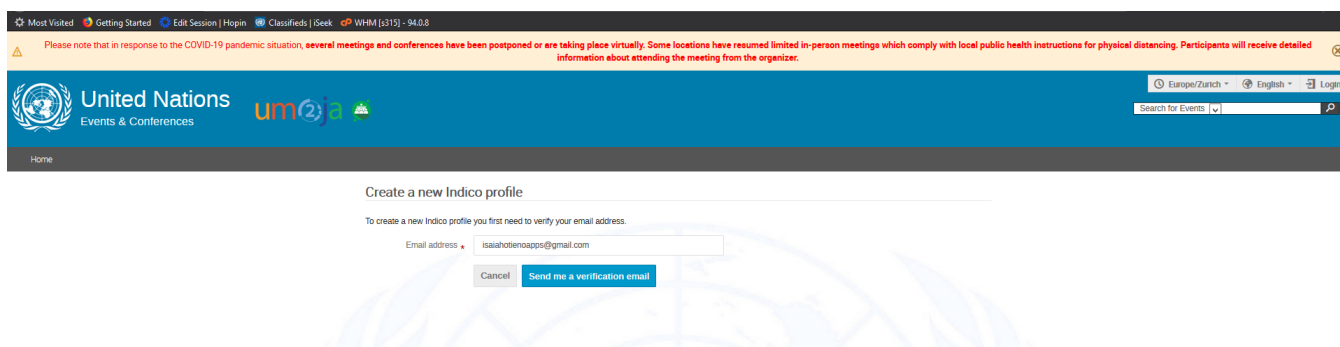 Most Visited Getting Started Edit Session | Hopin Classifieds | iSeek WHM [s315] - 94.0.8
Please note that in response to the COVID-19 pandemic situation, several meetings and conferences have been postponed or are taking place virtually. Some locations have resumed limited in-person meetings which comply with local public health instructions for physical distancing. Participants will receive detailed
information about attending the meeting from the organizer.
Europe/Zurich English Login
United Nations
Events & Conferences
um(2)ja
Search for Events
Home
Create a new Indico profile
To create a new Indico profile you first need to verify your email address.
Email address * isaiahotienoapps@gmail.com
Cancel Send me a verification email